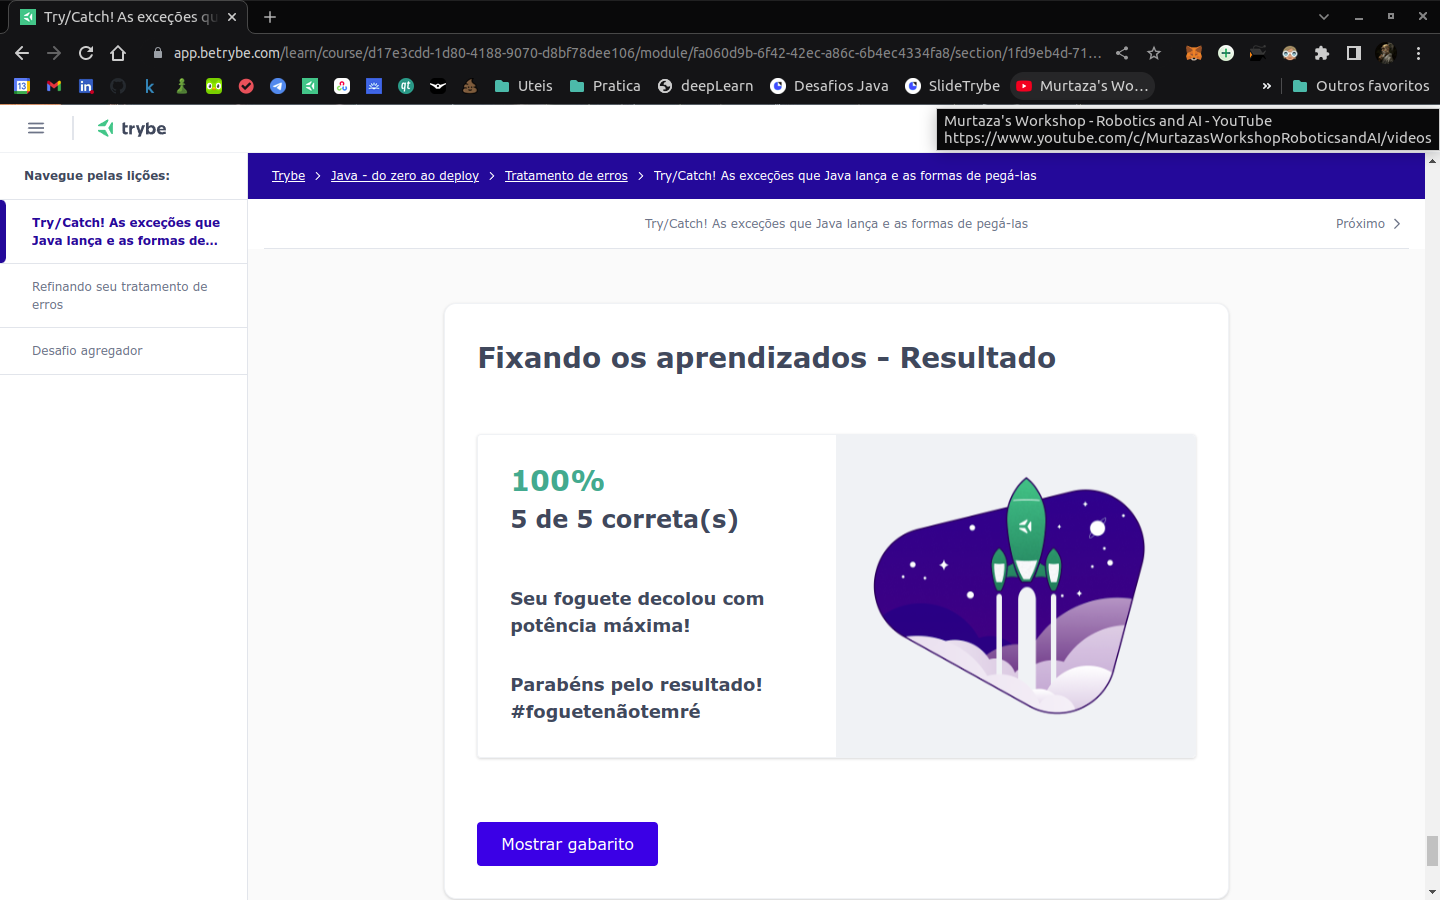 Try/Catch! As exceções qu
app.betrybe.com/learn/course/d17e3cdd-1d80-4188-9070-d8bf78dee106/module/fa060d9b-6f42-42ec-a86c-6b4ec4334fa8/section/1fd9eb4d-71...
Uteis
Pratica
deepLearn
Desafios Java
SlideTrybe
Murtaza's Wo...
»
Outros favoritos
trybe
Murtaza's Workshop - Robotics and AI - YouTube
https://www.youtube.com/c/MurtazasWorkshopRoboticsandAI/videos
Navegue pelas lições:
Trybe > Java - do zero ao deploy > Tratamento de erros > Try/Catch! As exceções que Java lança e as formas de pegá-las
Try/Catch! As exceções que
Java lança e as formas de...
Try/Catch! As exceções que Java lança e as formas de pegá-las
Próximo >
Refinando seu tratamento de
erros
Desafio agregador
Fixando os aprendizados - Resultado
100%
5 de 5 correta(s)
Seu foguete decolou com
potência máxima!
Parabéns pelo resultado!
#foguetenãotemré
Mostrar gabarito